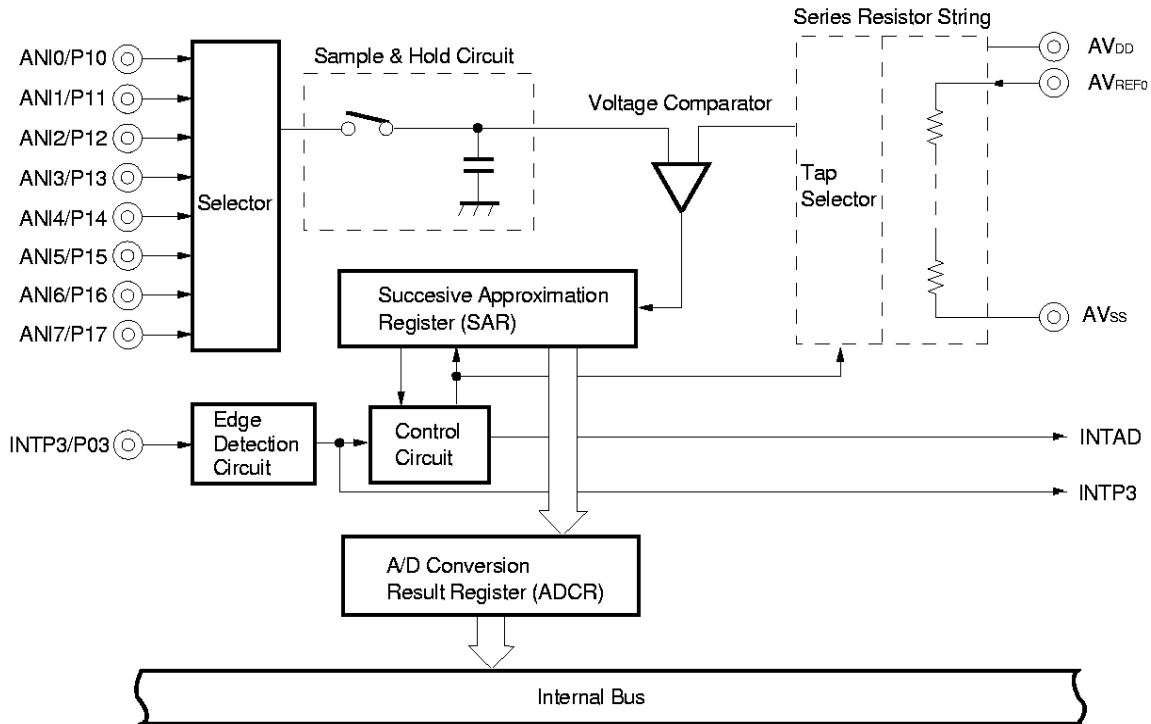 Series Resistor String
ANI0/P10
ANI1/P11
ANI2/P12
ANI3/P13
ANI4/P14
ANI5/P15
ANI6/P16
ANI7/P17
Selector
Sample & Hold Circuit
Voltage Comparator
Tap
Selector
AVDD
AVREF0
AVSS
Succesive Approximation
Register (SAR)
INTP3/P03
Edge
Detection
Circuit
Control
Circuit
INTAD
INTP3
A/D Conversion
Result Register (ADCR)
Internal Bus